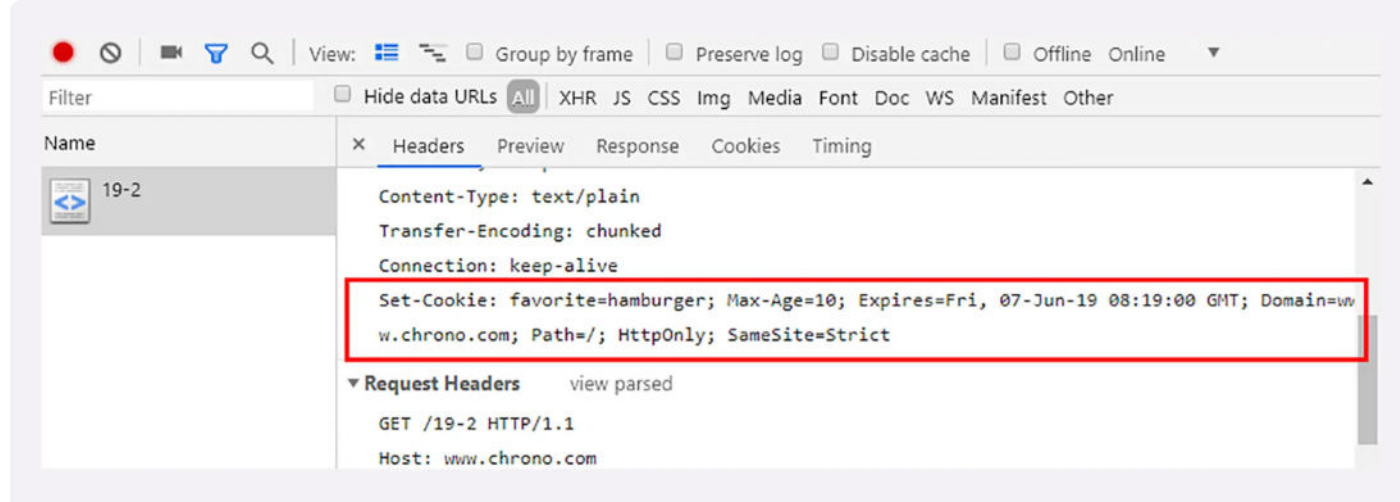 View: Group by frame Preserve log Disable cache Offline Online
Filter Hide data URLs All XHR JS CSS Img Media Font Doc WS Manifest Other
Name Headers Preview Response Cookies Timing
19-2
Content-Type: text/plain
Transfer-Encoding: chunked
Connection: keep-alive
Set-Cookie: favorite=hamburger; Max-Age=10; Expires=Fri, 07-Jun-19 08:19:00 GMT; Domain=ww
w.chrono.com; Path=/; HttpOnly; SameSite=Strict
Request Headers view parsed
GET /19-2 HTTP/1.1
Host: www.chrono.com